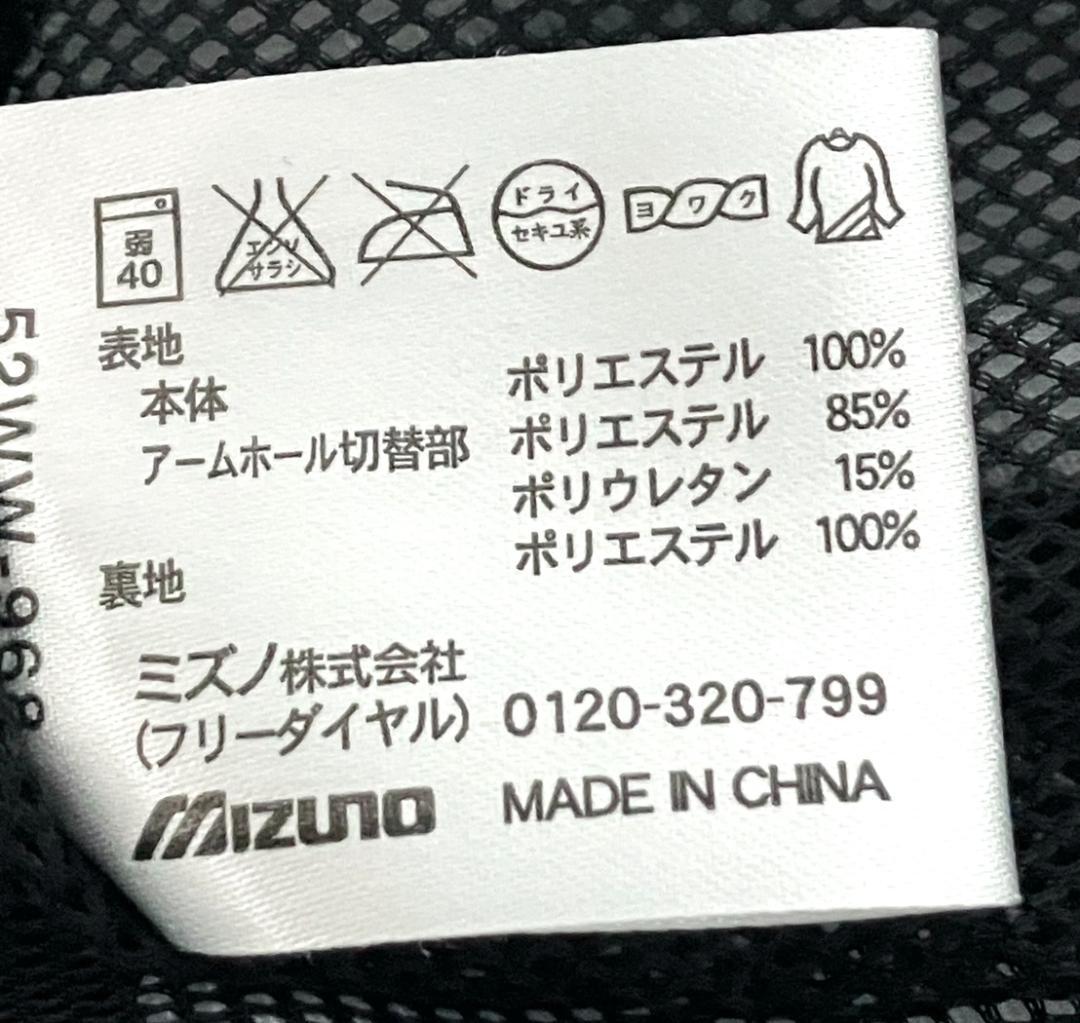 弱
40
エンソ
サラシ
ドライ
セキユ系
ヨワク
表地
本体 ポリエステル 100%
アームホール切替部 ポリエステル 85%
ポリウレタン 15%
裏地 ポリエステル 100%
ミズノ株式会社
(フリーダイヤル) 0120-320-799
MIZUNO MADE IN CHINA
52WW-968